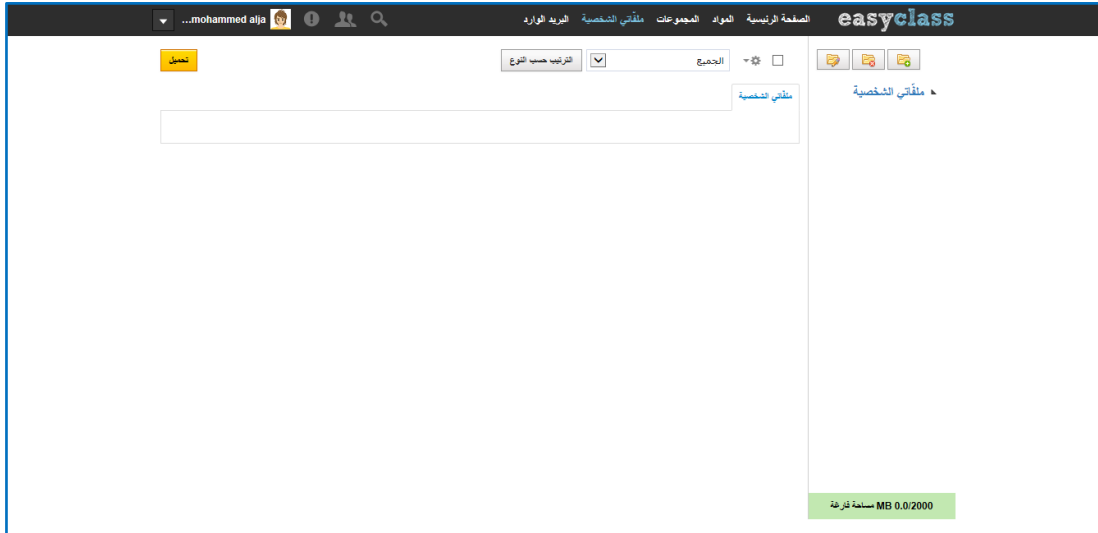 easyclass
الصفحة الرئيسية المواد المجموعات ملفّاتي الشخصية البريد الوارد
mohammed alja...
الجميع
الترتيب حسب النوع
تحميل
ملفّاتي الشخصية
ملفّاتي الشخصية
MB 0.0/2000 مساحة فارغة